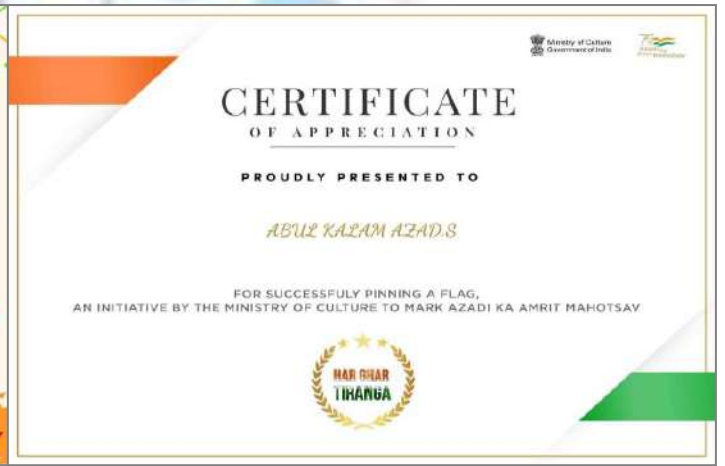 Ministry of Culture
Government of India
CERTIFICATE
OF APPRECIATION
PROUDLY PRESENTED TO
ABUL KALAM AZAD.S
FOR SUCCESSFULY PINNING A FLAG,
AN INITIATIVE BY THE MINISTRY OF CULTURE TO MARK AZADI KA AMRIT MAHOTSAV
HAR GHAR
TIRANGA